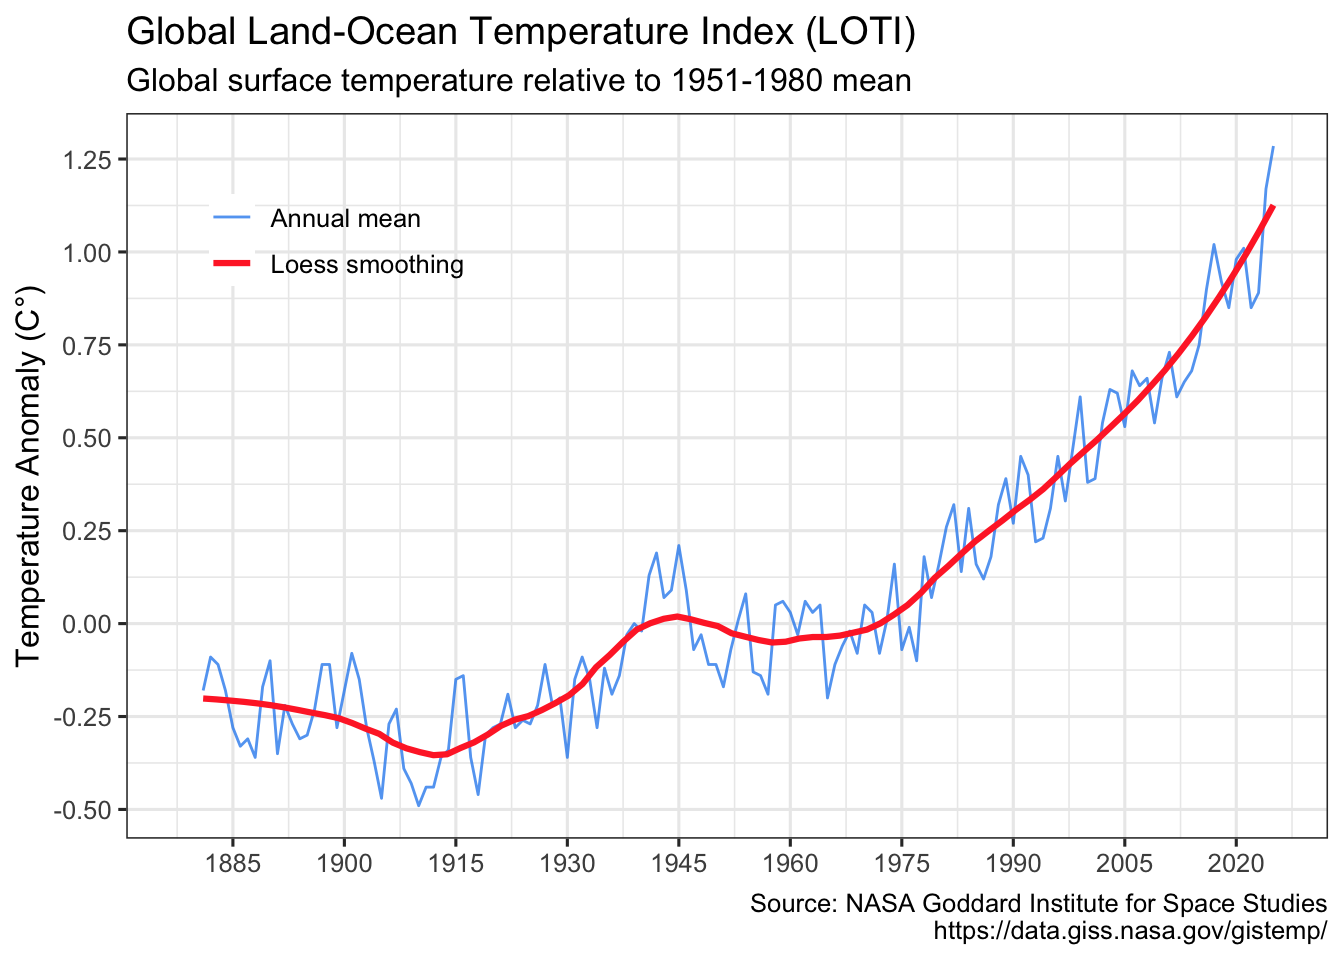 Global Land-Ocean Temperature Index (LOTI)
Global surface temperature relative to 1951-1980 mean
Temperature Anomaly (C°)
1.25
1.00
0.75
0.50
0.25
0.00
-0.25
-0.50
Annual mean
Loess smoothing
1885 1900 1915 1930 1945 1960 1975 1990 2005 2020
Source: NASA Goddard Institute for Space Studies
https://data.giss.nasa.gov/gistemp/